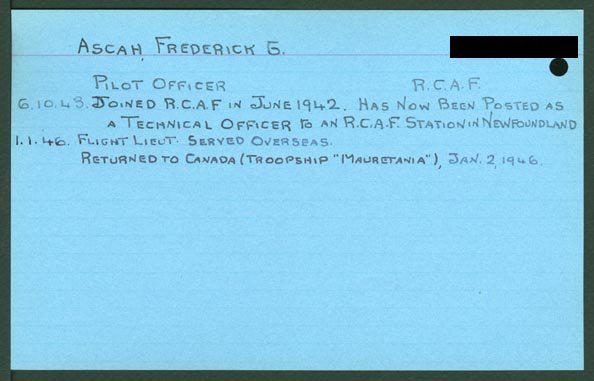 ASCAH, FREDERICK G.
PILOT OFFICER R.C.A.F.
6.10.43. JOINED R.C.A.F IN JUNE 1942. HAS NOW BEEN POSTED AS
A TECHNICAL OFFICER TO AN R.C.A.F. STATION IN NEWFOUNDLAND
1.1.46. FLIGHT LIEUT. SERVED OVERSEAS.
RETURNED TO CANADA (TROOPSHIP "MAURETANIA"), JAN. 2, 1946.